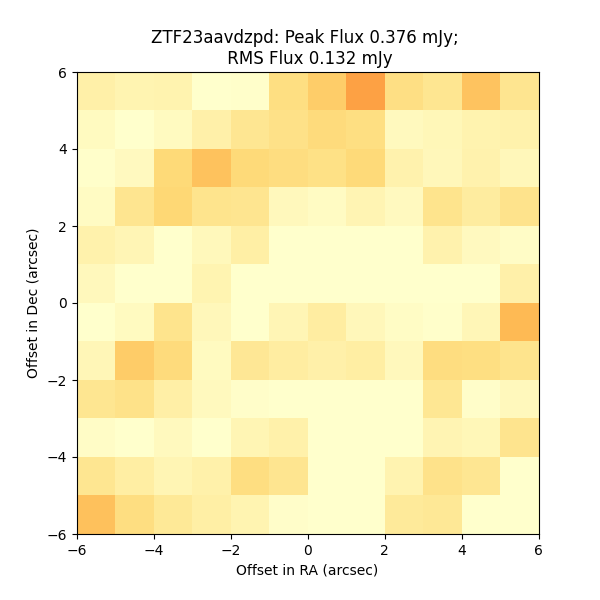 ZTF23aavdzpd: Peak Flux 0.376 mJy;
RMS Flux 0.132 mJy
6
4
2
0
−2
−4
−6
Offset in Dec (arcsec)
−6 −4 −2 0 2 4 6
Offset in RA (arcsec)